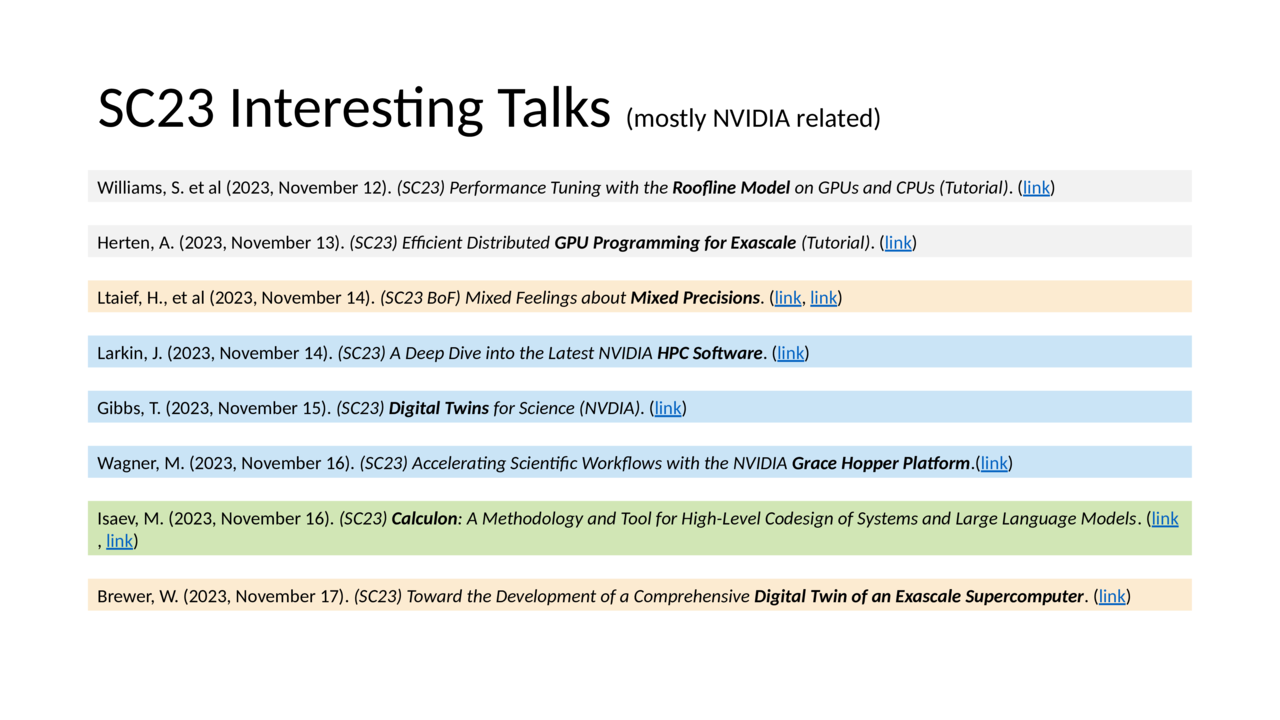 SC23 Interesting Talks (mostly NVIDIA related)
Williams, S. et al (2023, November 12). (SC23) Performance Tuning with the Roofline Model on GPUs and CPUs (Tutorial). (link)
Herten, A. (2023, November 13). (SC23) Efficient Distributed GPU Programming for Exascale (Tutorial). (link)
Ltaief, H., et al (2023, November 14). (SC23 BoF) Mixed Feelings about Mixed Precisions. (link, link)
Larkin, J. (2023, November 14). (SC23) A Deep Dive into the Latest NVIDIA HPC Software. (link)
Gibbs, T. (2023, November 15). (SC23) Digital Twins for Science (NVDIA). (link)
Wagner, M. (2023, November 16). (SC23) Accelerating Scientific Workflows with the NVIDIA Grace Hopper Platform.(link)
Isaev, M. (2023, November 16). (SC23) Calculon: A Methodology and Tool for High-Level Codesign of Systems and Large Language Models. (link
, link)
Brewer, W. (2023, November 17). (SC23) Toward the Development of a Comprehensive Digital Twin of an Exascale Supercomputer. (link)